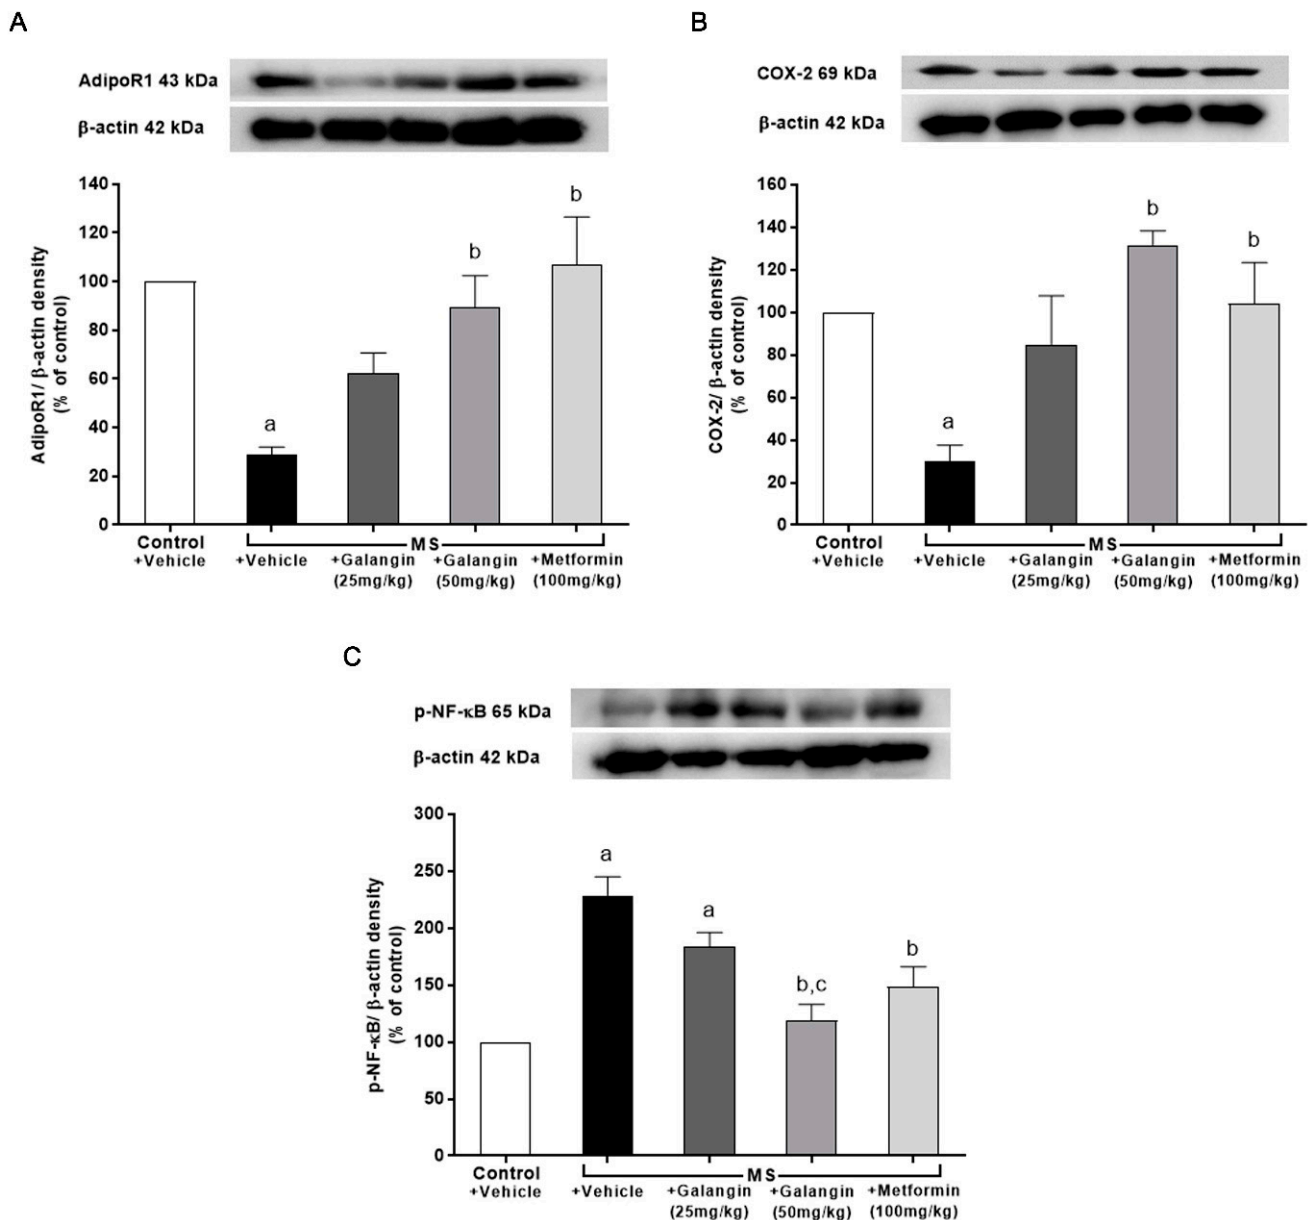 A
AdipoR1 43 kDa
β-actin 42 kDa
AdipoR1/ β-actin density
(% of control)
140
120
100
80
60
40
20
0
a
b
b
Control
+Vehicle
MS
+Vehicle
+Galangin
(25mg/kg)
+Galangin
(50mg/kg)
+Metformin
(100mg/kg)
B
COX-2 69 kDa
β-actin 42 kDa
COX-2/ β-actin density
(% of control)
160
140
120
100
80
60
40
20
0
a
b
b
Control
+Vehicle
MS
+Vehicle
+Galangin
(25mg/kg)
+Galangin
(50mg/kg)
+Metformin
(100mg/kg)
C
p-NF-κB 65 kDa
β-actin 42 kDa
p-NF-κB/ β-actin density
(% of control)
300
250
200
150
100
50
0
a
a
b,c
b
Control
+Vehicle
MS
+Vehicle
+Galangin
(25mg/kg)
+Galangin
(50mg/kg)
+Metformin
(100mg/kg)